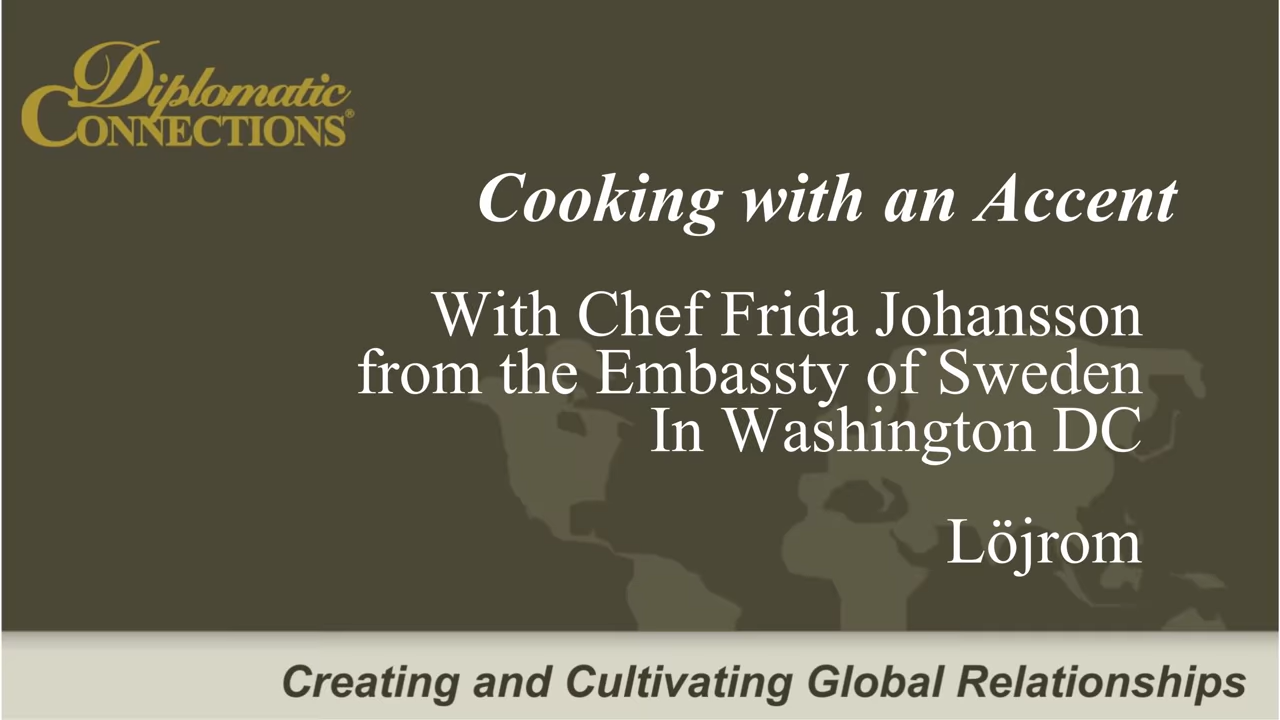 Diplomatic
CONNECTIONS®
Cooking with an Accent
With Chef Frida Johansson
from the Embassty of Sweden
In Washington DC
Löjrom
Creating and Cultivating Global Relationships